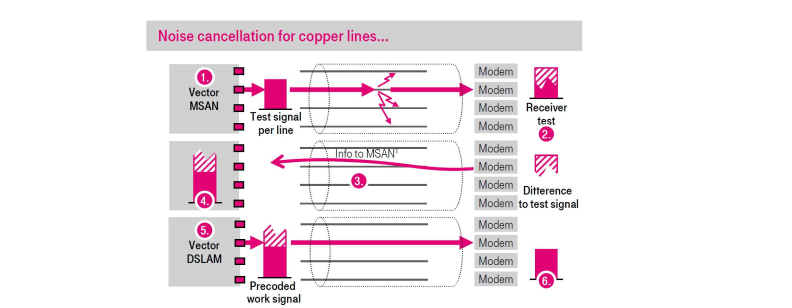 Noise cancellation for copper lines...
1.
Vector
MSAN
Test signal
per line
Modem
Modem
Modem
Modem
Receiver
test
2.
Info to MSAN¹
3.
4.
Modem
Modem
Modem
Modem
Difference
to test signal
5.
Vector
DSLAM
Precoded
work signal
Modem
Modem
Modem
Modem
6.